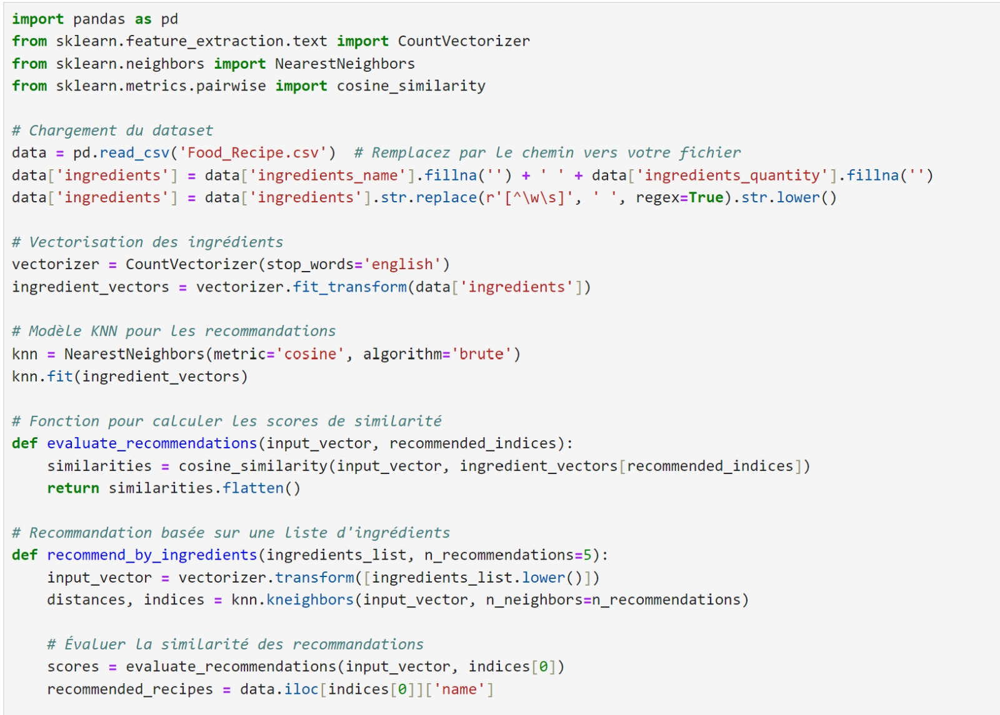 import pandas as pd
from sklearn.feature_extraction.text import CountVectorizer
from sklearn.neighbors import NearestNeighbors
from sklearn.metrics.pairwise import cosine_similarity

# Chargement du dataset
data = pd.read_csv('Food_Recipe.csv')  # Remplacez par le chemin vers votre fichier
data['ingredients'] = data['ingredients_name'].fillna('') + ' ' + data['ingredients_quantity'].fillna('')
data['ingredients'] = data['ingredients'].str.replace(r'[^\w\s]', ' ', regex=True).str.lower()

# Vectorisation des ingrédients
vectorizer = CountVectorizer(stop_words='english')
ingredient_vectors = vectorizer.fit_transform(data['ingredients'])

# Modèle KNN pour les recommandations
knn = NearestNeighbors(metric='cosine', algorithm='brute')
knn.fit(ingredient_vectors)

# Fonction pour calculer les scores de similarité
def evaluate_recommendations(input_vector, recommended_indices):
    similarities = cosine_similarity(input_vector, ingredient_vectors[recommended_indices])
    return similarities.flatten()

# Recommandation basée sur une liste d'ingrédients
def recommend_by_ingredients(ingredients_list, n_recommendations=5):
    input_vector = vectorizer.transform([ingredients_list.lower()])
    distances, indices = knn.kneighbors(input_vector, n_neighbors=n_recommendations)

    # Évaluer la similarité des recommandations
    scores = evaluate_recommendations(input_vector, indices[0])
    recommended_recipes = data.iloc[indices[0]]['name']